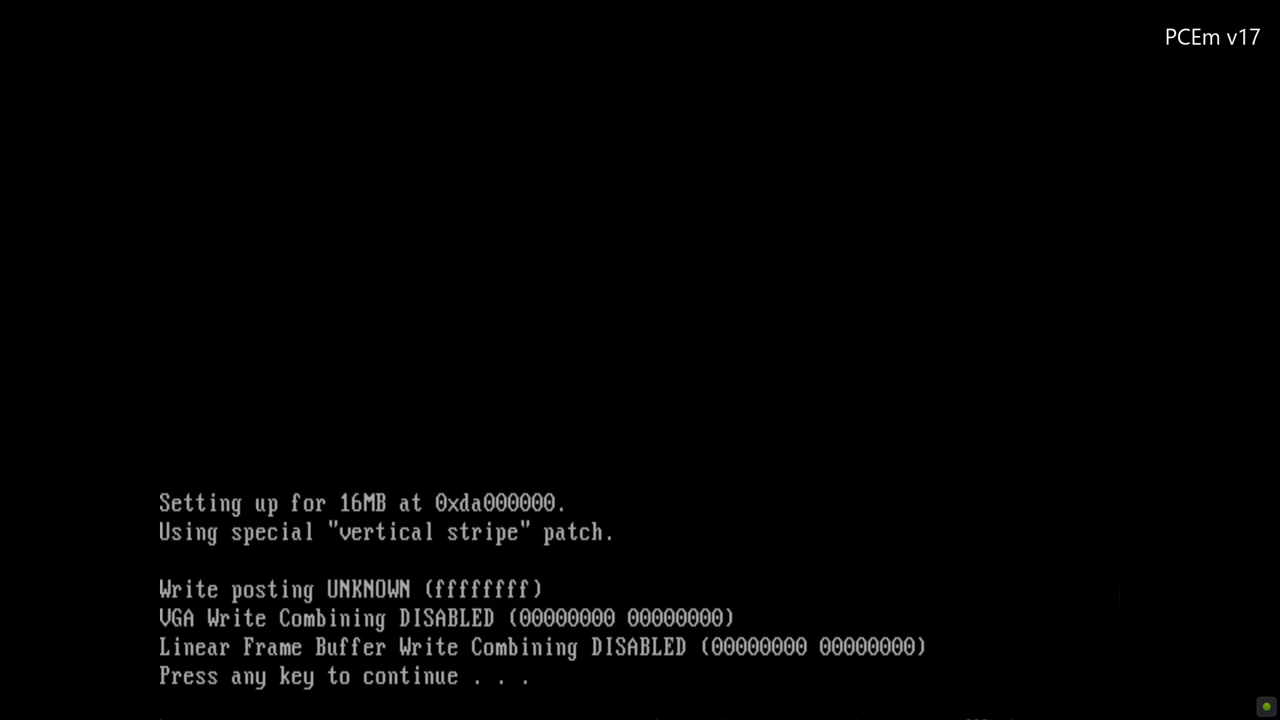 PCEm v17
Setting up for 16MB at 0xda000000.
Using special "vertical stripe" patch.
Write posting UNKNOWN (ffffffff)
VGA Write Combining DISABLED (00000000 00000000)
Linear Frame Buffer Write Combining DISABLED (00000000 00000000)
Press any key to continue . . .